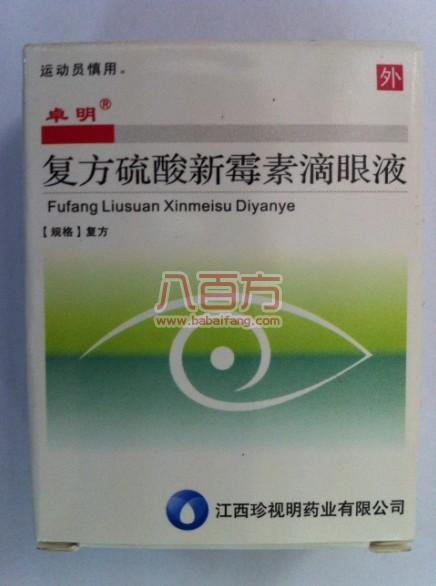 运动员慎用。
外
卓明®
复方硫酸新霉素滴眼液
Fufang Liusuan Xinmeisu Diyanye
【规格】复方
八百方
www.babaifang.com
江西珍视明药业有限公司